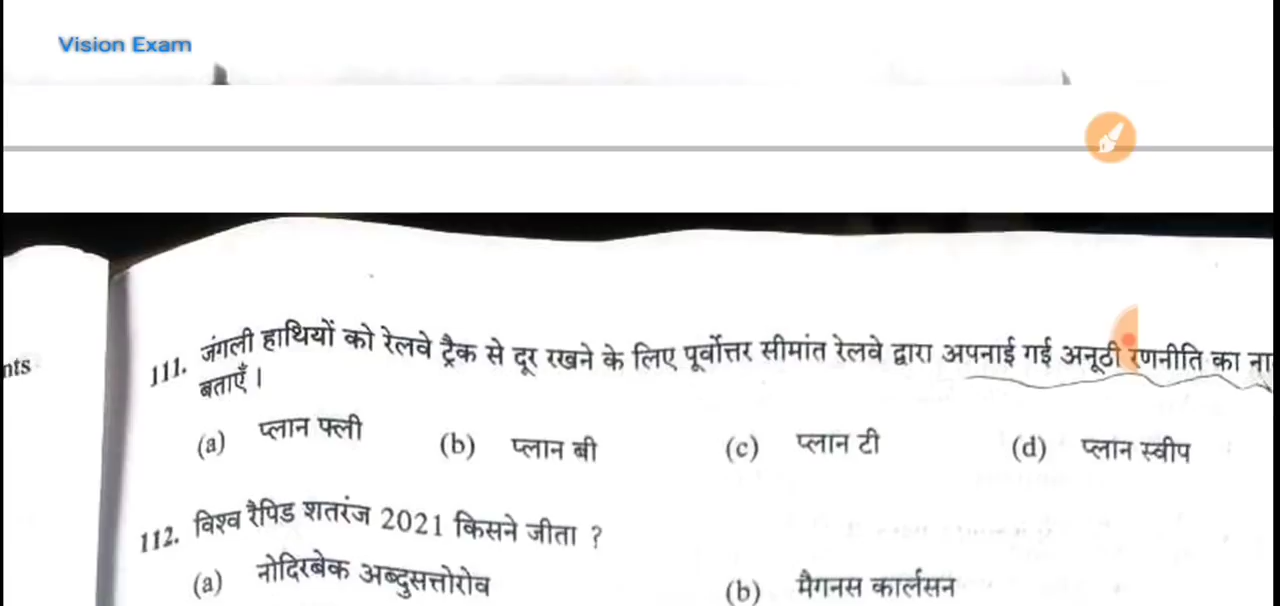 Vision Exam
nts
111. जंगली हाथियों को रेलवे ट्रैक से दूर रखने के लिए पूर्वोत्तर सीमांत रेलवे द्वारा अपनाई गई अनूठी रणनीति का ना
बताएँ ।
(a) प्लान फ्ली (b) प्लान बी (c) प्लान टी (d) प्लान स्वीप
112. विश्व रैपिड शतरंज 2021 किसने जीता ?
(a) नोदिरबेक अब्दुसत्तोरोव (b) मैगनस कार्लसन